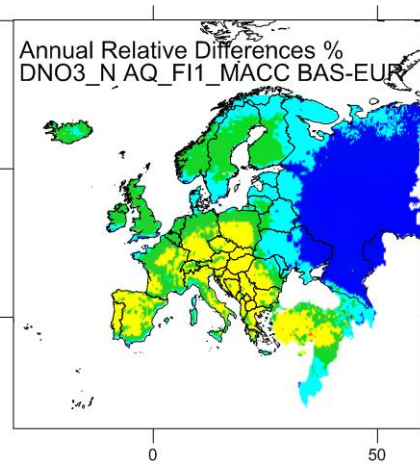 Annual Relative Differences %
DNO3_N AQ_FI1_MACC BAS-EUR
0
50